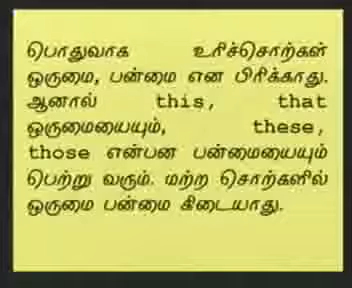 பொதுவாக உரிச்சொற்கள்
ஒருமை, பன்மை என பிரிக்காது.
ஆனால் this, that
ஒருமையையும், these,
those என்பன பன்மையையும்
பெற்று வரும். மற்ற சொற்களில்
ஒருமை பன்மை கிடையாது.